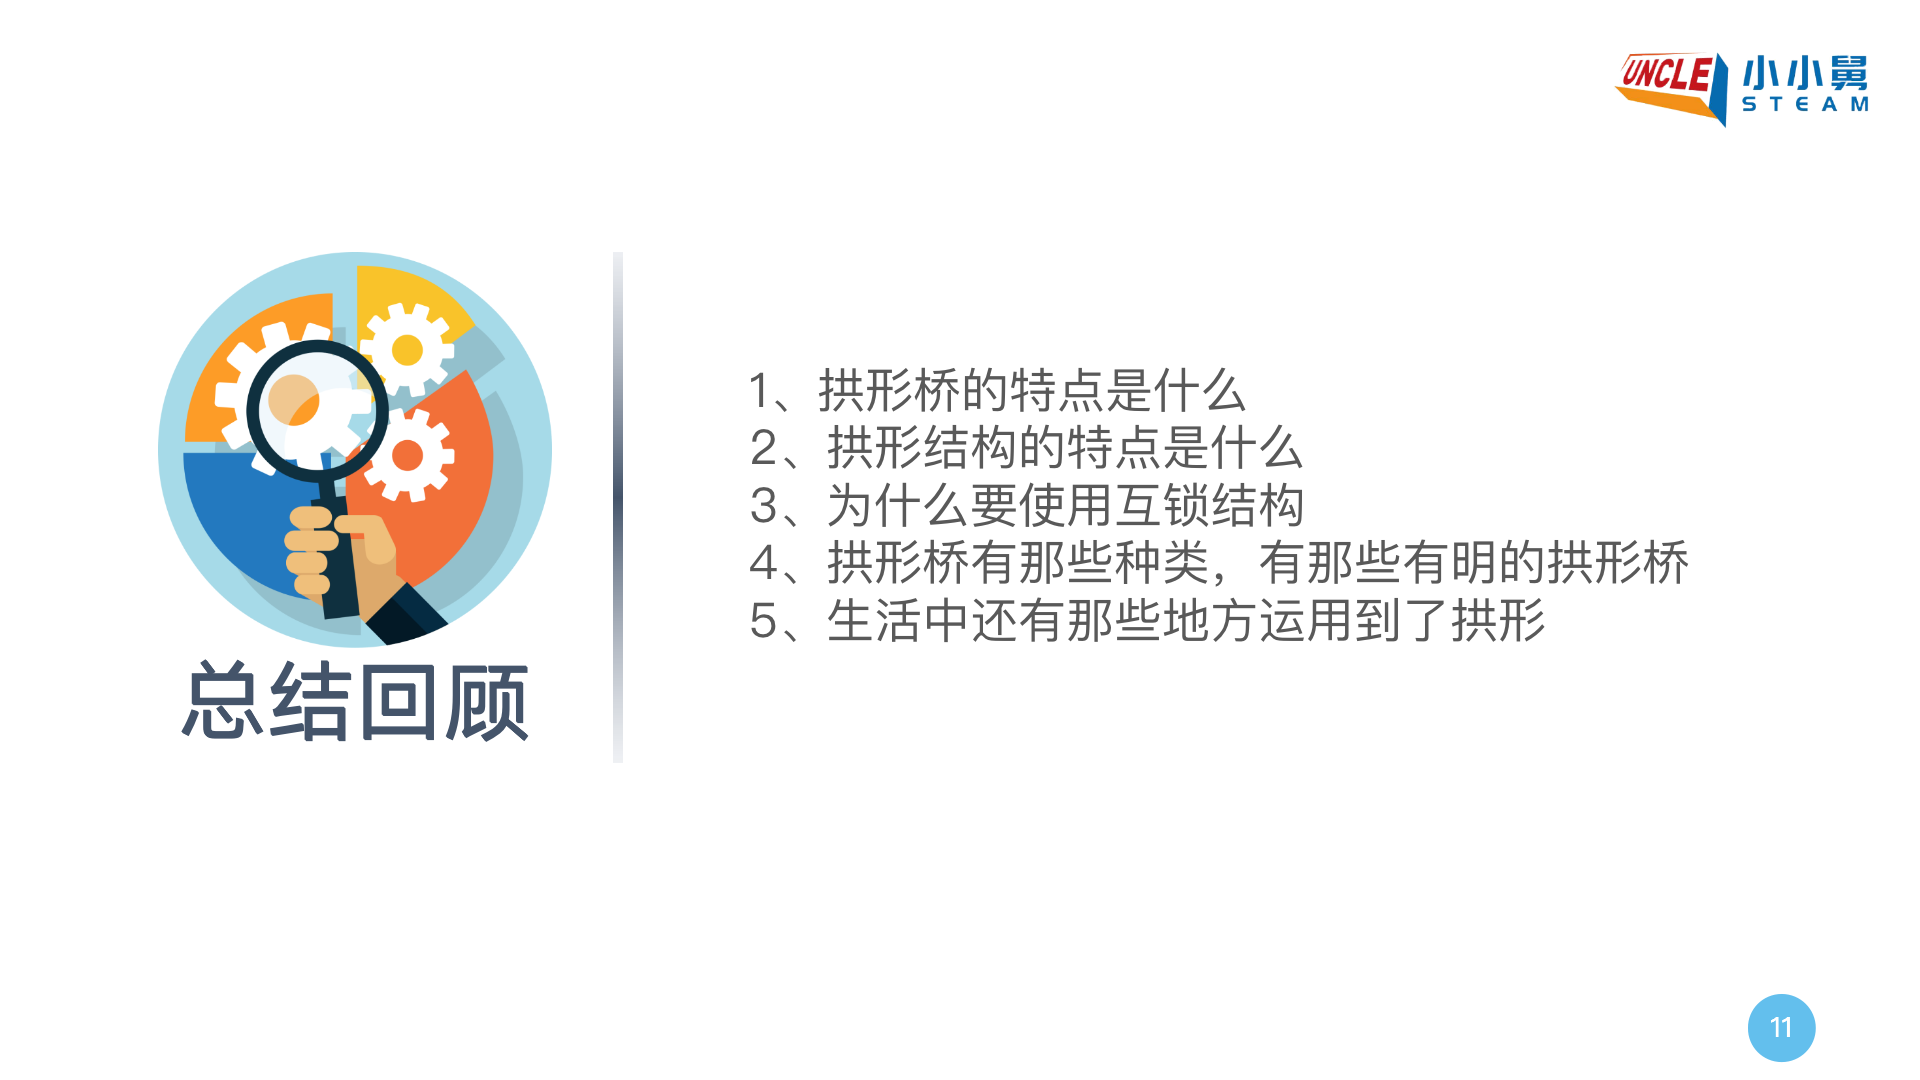 UNCLE
小小舅
STEAM
1、拱形桥的特点是什么
2、拱形结构的特点是什么
3、为什么要使用互锁结构
4、拱形桥有那些种类，有那些有明的拱形桥
5、生活中还有那些地方运用到了拱形
总结回顾
11